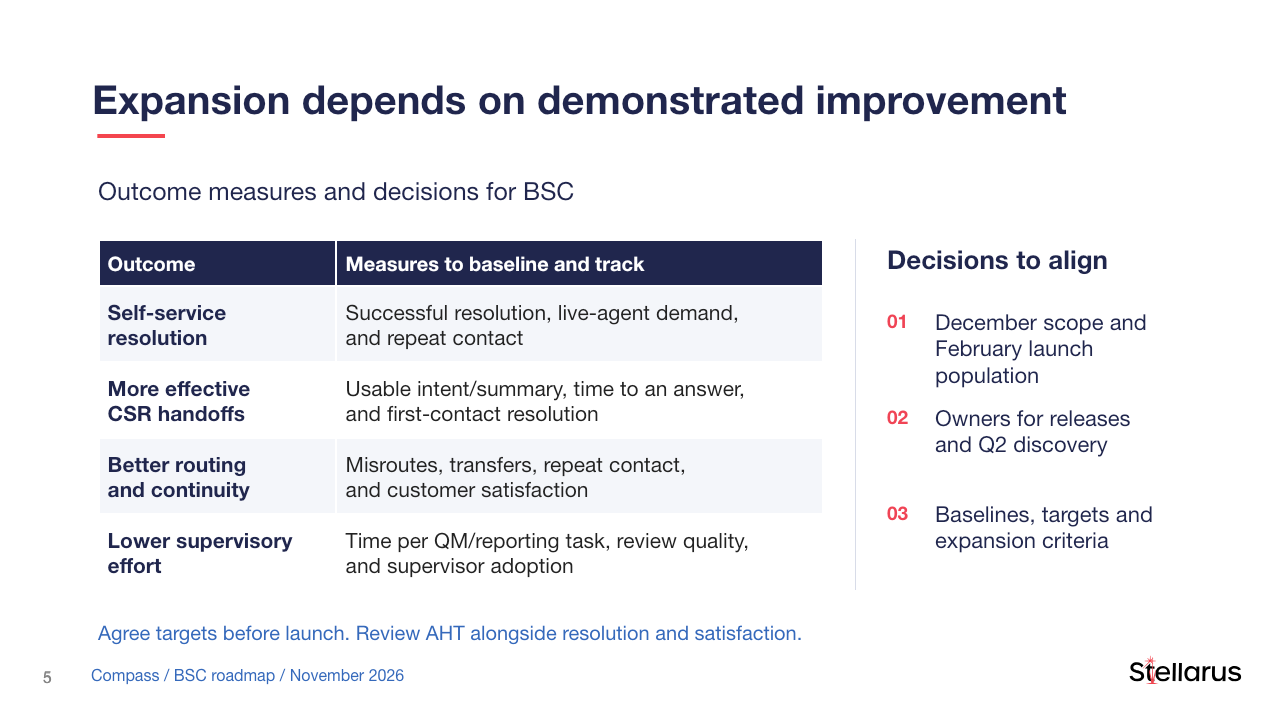 Expansion depends on demonstrated improvement
Outcome measures and decisions for BSC
Outcome
Measures to baseline and track
Self-service
resolution
Successful resolution, live-agent demand,
and repeat contact
More effective
CSR handoffs
Usable intent/summary, time to an answer,
and first-contact resolution
Better routing
and continuity
Misroutes, transfers, repeat contact,
and customer satisfaction
Lower supervisory
effort
Time per QM/reporting task, review quality,
and supervisor adoption
Decisions to align
01
December scope and
February launch
population
02
Owners for releases
and Q2 discovery
03
Baselines, targets and
expansion criteria
Agree targets before launch. Review AHT alongside resolution and satisfaction.
5
Compass / BSC roadmap / November 2026
Stellarus